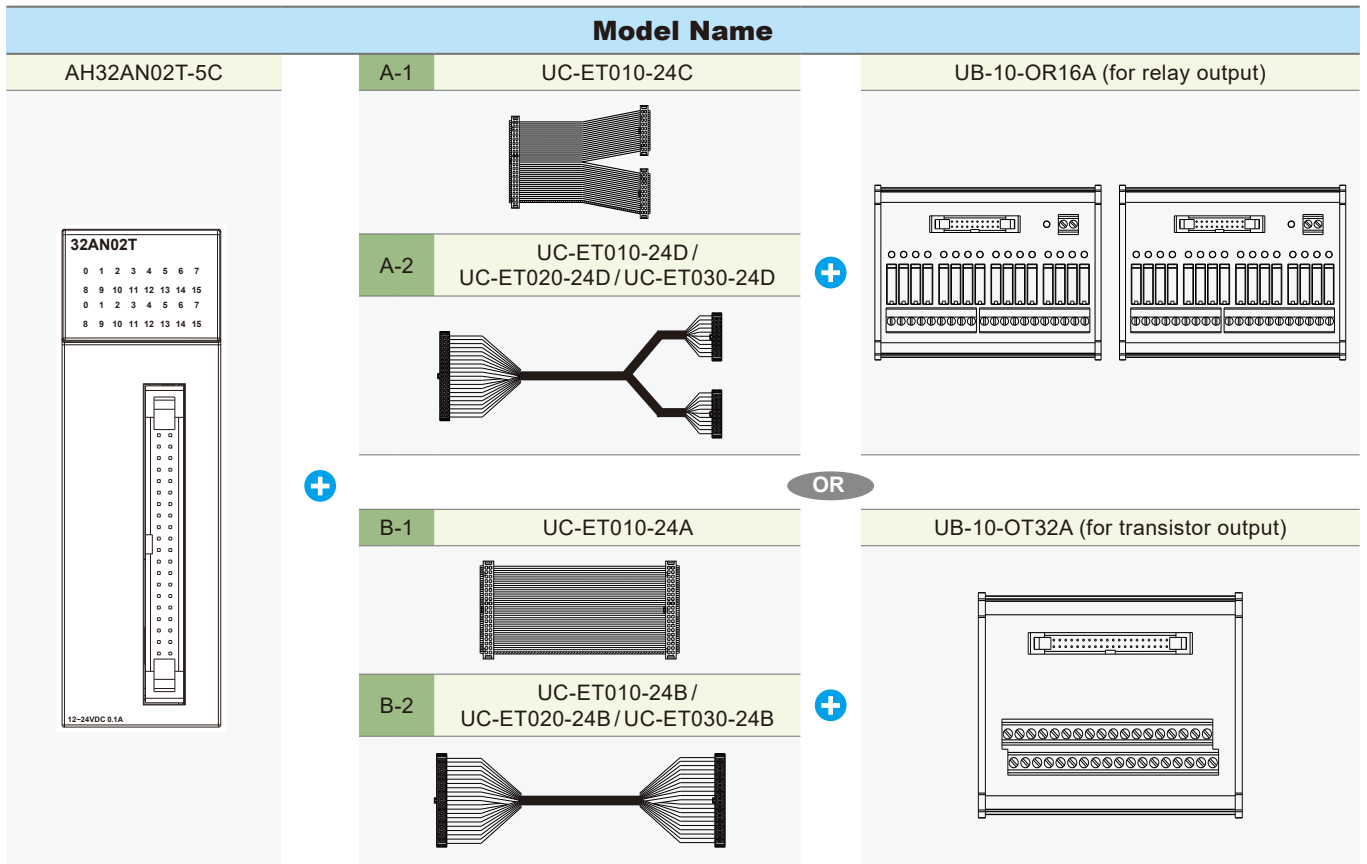 Model Name
AH32AN02T-5C
32AN02T
0 1 2 3 4 5 6 7
8 9 10 11 12 13 14 15
0 1 2 3 4 5 6 7
8 9 10 11 12 13 14 15
12~24VDC 0.1A
A-1 UC-ET010-24C
A-2 UC-ET010-24D/
UC-ET020-24D/UC-ET030-24D
UB-10-OR16A (for relay output)
OR
B-1 UC-ET010-24A
B-2 UC-ET010-24B/
UC-ET020-24B/UC-ET030-24B
UB-10-OT32A (for transistor output)